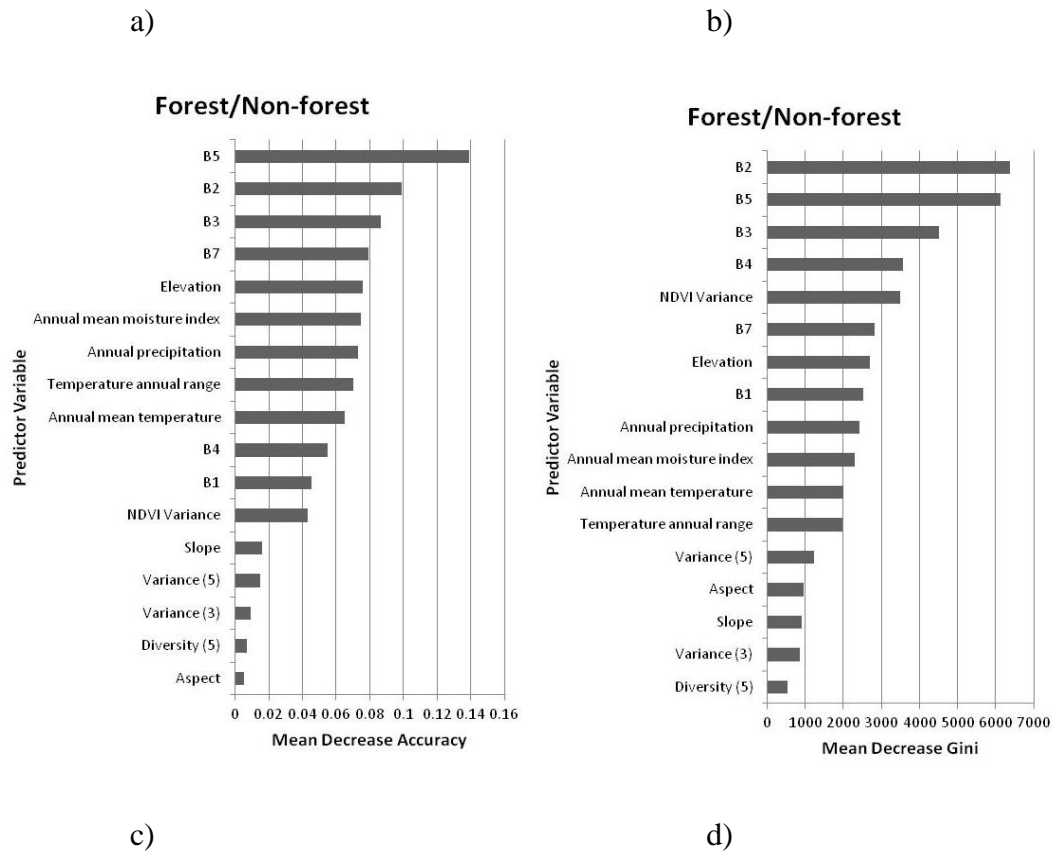 a)
b)
Forest/Non-forest
Predictor Variable
B5
B2
B3
B7
Elevation
Annual mean moisture index
Annual precipitation
Temperature annual range
Annual mean temperature
B4
B1
NDVI Variance
Slope
Variance (5)
Variance (3)
Diversity (5)
Aspect
0 0.02 0.04 0.06 0.08 0.1 0.12 0.14 0.16
Mean Decrease Accuracy
Forest/Non-forest
Predictor Variable
B2
B5
B3
B4
NDVI Variance
B7
Elevation
B1
Annual precipitation
Annual mean moisture index
Annual mean temperature
Temperature annual range
Variance (5)
Aspect
Slope
Variance (3)
Diversity (5)
0 1000 2000 3000 4000 5000 6000 7000
Mean Decrease Gini
c)
d)